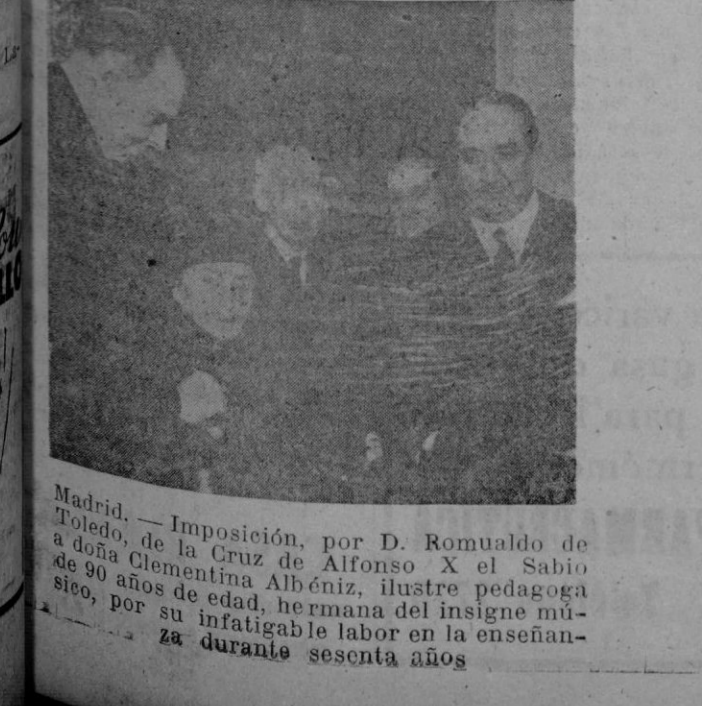 Madrid. — Imposición, por D. Romualdo de
Toledo, de la Cruz de Alfonso X el Sabio
a doña Clementina Albéniz, ilustre pedagoga
de 90 años de edad, hermana del insigne mú-
sico, por su infatigable labor en la enseñan-
za durante sesenta años